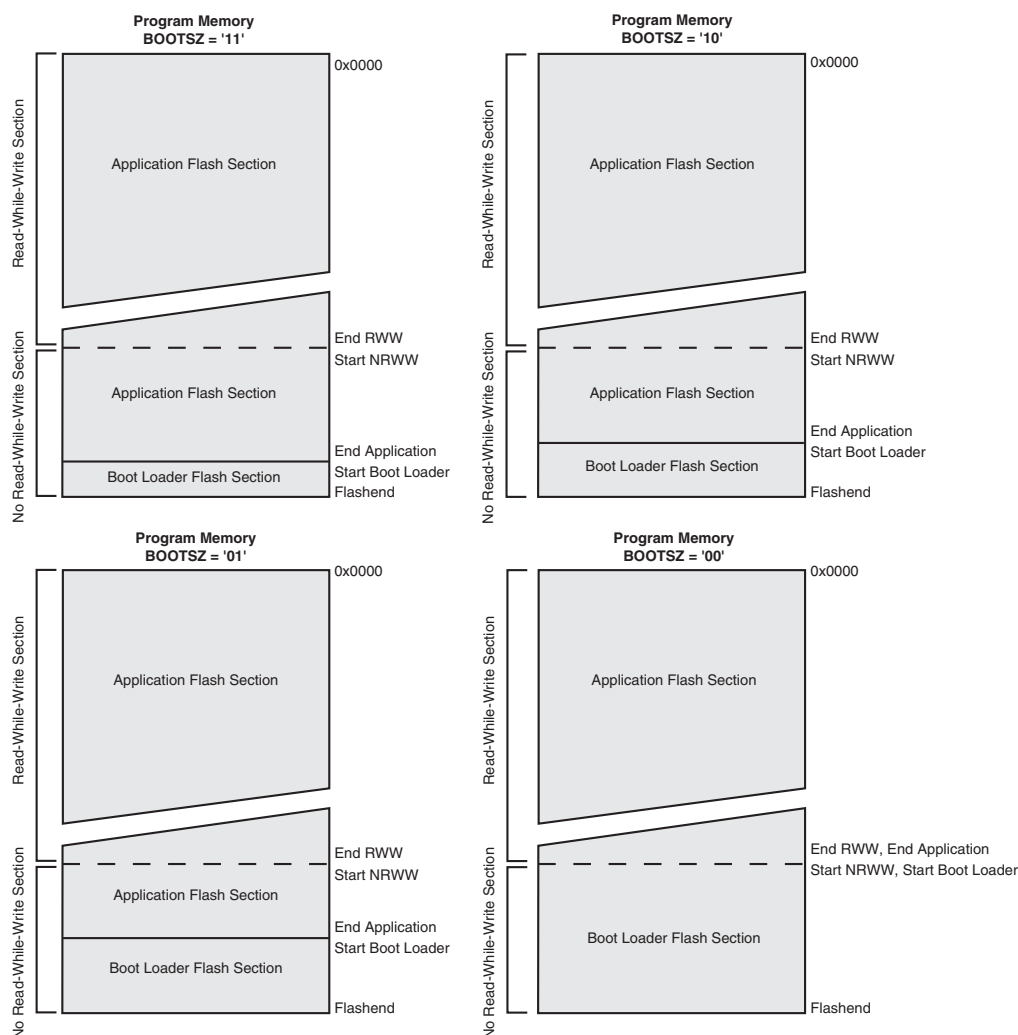 Program Memory
BOOTSZ = '11'
0x0000
Read-While-Write Section
Application Flash Section
End RWW
Start NRWW
No Read-While-Write Section
Application Flash Section
End Application
Start Boot Loader
Boot Loader Flash Section
Flashend
Program Memory
BOOTSZ = '10'
0x0000
Read-While-Write Section
Application Flash Section
End RWW
Start NRWW
No Read-While-Write Section
Application Flash Section
End Application
Start Boot Loader
Boot Loader Flash Section
Flashend
Program Memory
BOOTSZ = '01'
0x0000
Read-While-Write Section
Application Flash Section
End RWW
Start NRWW
No Read-While-Write Section
Application Flash Section
End Application
Start Boot Loader
Boot Loader Flash Section
Flashend
Program Memory
BOOTSZ = '00'
0x0000
Read-While-Write Section
Application Flash Section
End RWW, End Application
Start NRWW, Start Boot Loader
No Read-While-Write Section
Boot Loader Flash Section
Flashend